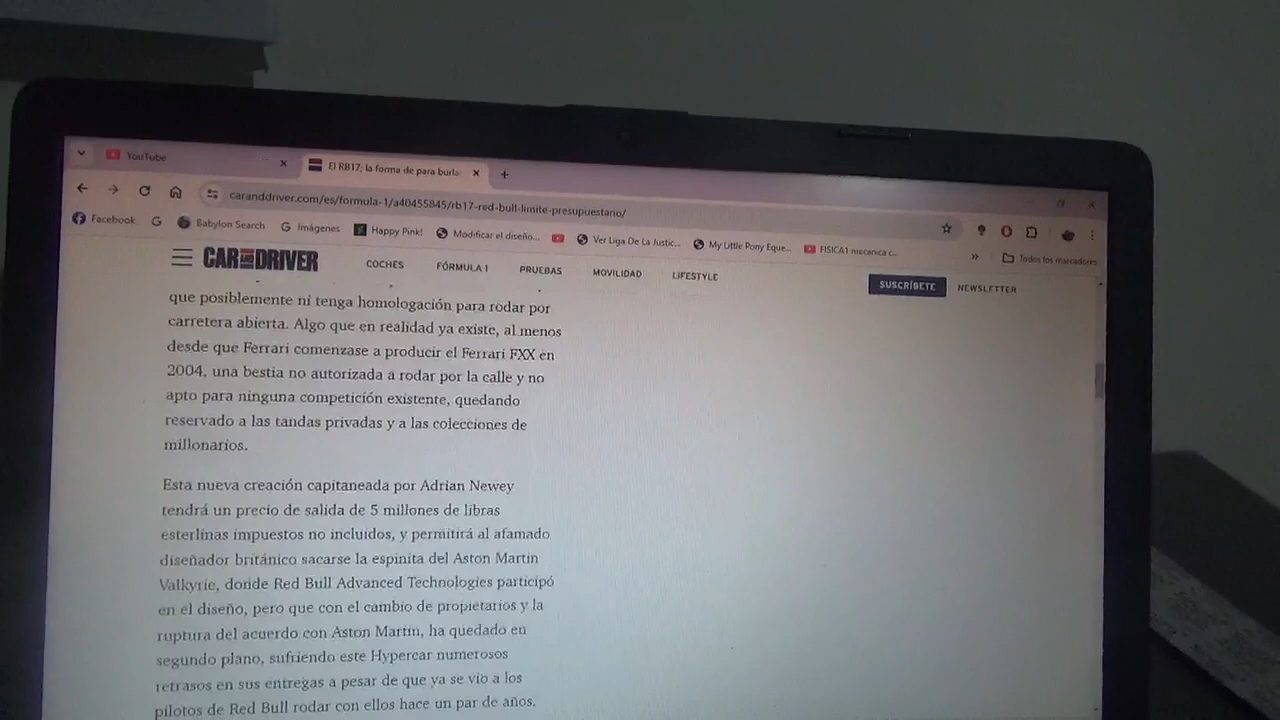 YouTube
El RB17; la forma de para burla
caranddriver.com/es/formula-1/a40455845/rb17-red-bull-limite-presupuestario/
Facebook
Babylon Search
Imágenes
Happy Pink!
Modificar el diseño...
Ver Liga De La Justic...
My Little Pony Eque...
FISICA1 mecanica c...
»
Todos los marcadores
CAR AND DRIVER
COCHES
FÓRMULA 1
PRUEBAS
MOVILIDAD
LIFESTYLE
SUSCRÍBETE
NEWSLETTER
que posiblemente ni tenga homologación para rodar por
carretera abierta. Algo que en realidad ya existe, al menos
desde que Ferrari comenzase a producir el Ferrari FXX en
2004, una bestia no autorizada a rodar por la calle y no
apto para ninguna competición existente, quedando
reservado a las tandas privadas y a las colecciones de
millonarios.
Esta nueva creación capitaneada por Adrian Newey
tendrá un precio de salida de 5 millones de libras
esterlinas impuestos no incluidos, y permitirá al afamado
diseñador británico sacarse la espinita del Aston Martin
Valkyrie, donde Red Bull Advanced Technologies participó
en el diseño, pero que con el cambio de propietarios y la
ruptura del acuerdo con Aston Martin, ha quedado en
segundo plano, sufriendo este Hypercar numerosos
retrasos en sus entregas a pesar de que ya se vio a los
pilotos de Red Bull rodar con ellos hace un par de años.